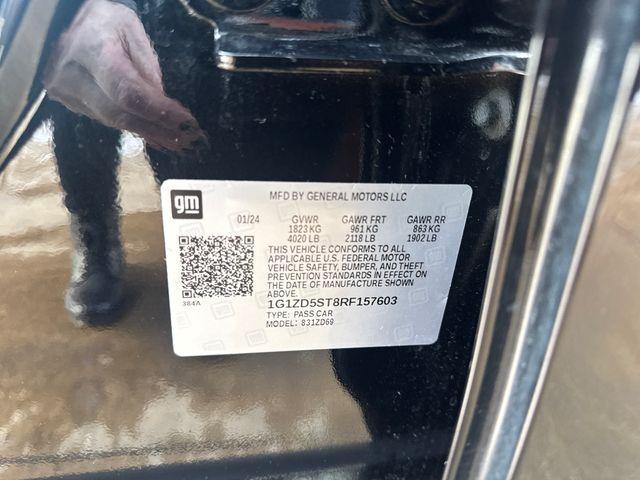 gm
MFD BY GENERAL MOTORS LLC
01/24 GVWR GAWR FRT GAWR RR
1823 KG 961 KG 863 KG
4020 LB 2118 LB 1902 LB
THIS VEHICLE CONFORMS TO ALL
APPLICABLE U.S. FEDERAL MOTOR
VEHICLE SAFETY, BUMPER, AND THEFT
PREVENTION STANDARDS IN EFFECT ON
THE DATE OF MANUFACTURE SHOWN
ABOVE.
384A
1G1ZD5ST8RF157603
TYPE: PASS CAR
MODEL: 831ZD69